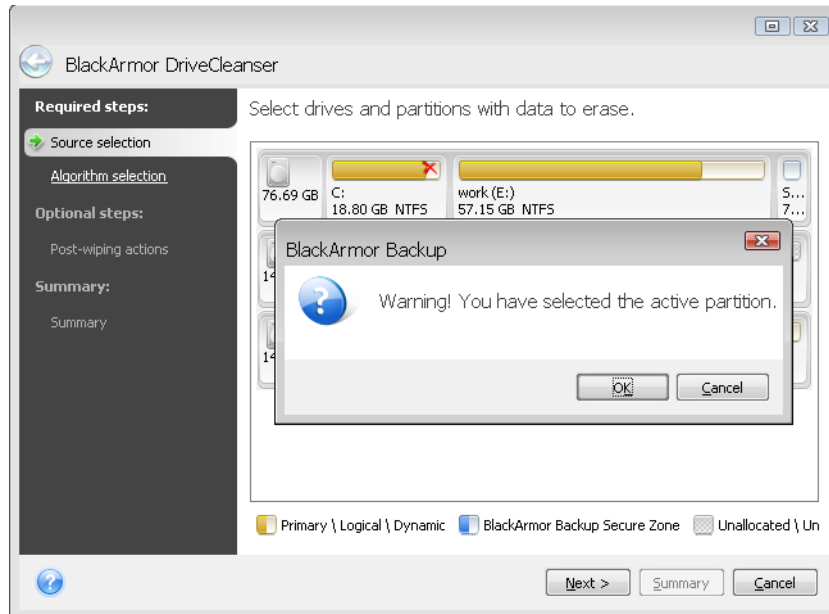 BlackArmor DriveCleanser
Required steps:
Source selection
Algorithm selection
Optional steps:
Post-wiping actions
Summary:
Summary
Select drives and partitions with data to erase.
76.69 GB
C:
18.80 GB NTFS
work (E:)
57.15 GB NTFS
S...
7...
14
14
BlackArmor Backup
Warning! You have selected the active partition.
OK
Cancel
Primary \ Logical \ Dynamic
BlackArmor Backup Secure Zone
Unallocated \ Un
Next >
Summary
Cancel